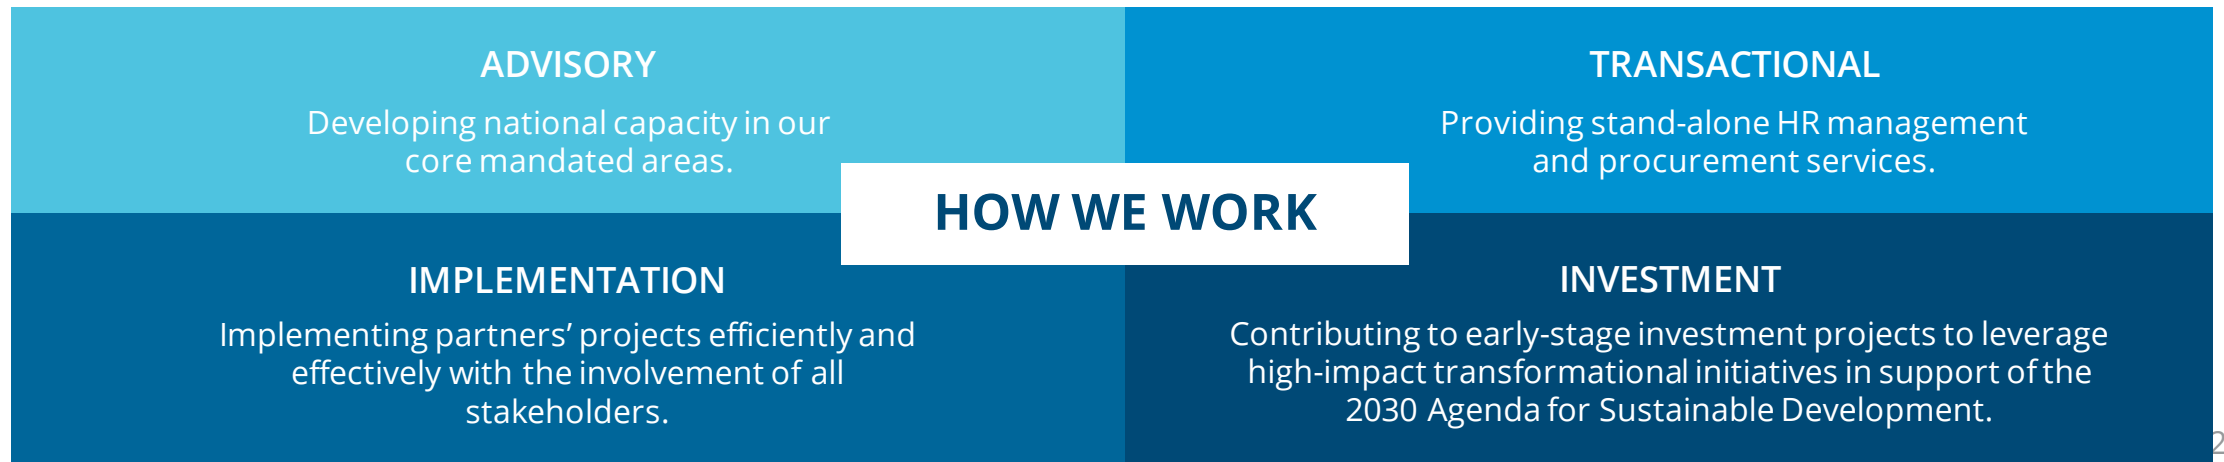 ADVISORY
Developing national capacity in our
core mandated areas.
TRANSACTIONAL
Providing stand-alone HR management
and procurement services.
HOW WE WORK
IMPLEMENTATION
Implementing partners’ projects efficiently and
effectively with the involvement of all
stakeholders.
INVESTMENT
Contributing to early-stage investment projects to leverage
high-impact transformational initiatives in support of the
2030 Agenda for Sustainable Development.
2